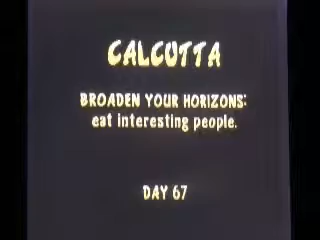 CALCUTTA
BROADEN YOUR HORIZONS:
eat interesting people.
DAY 67